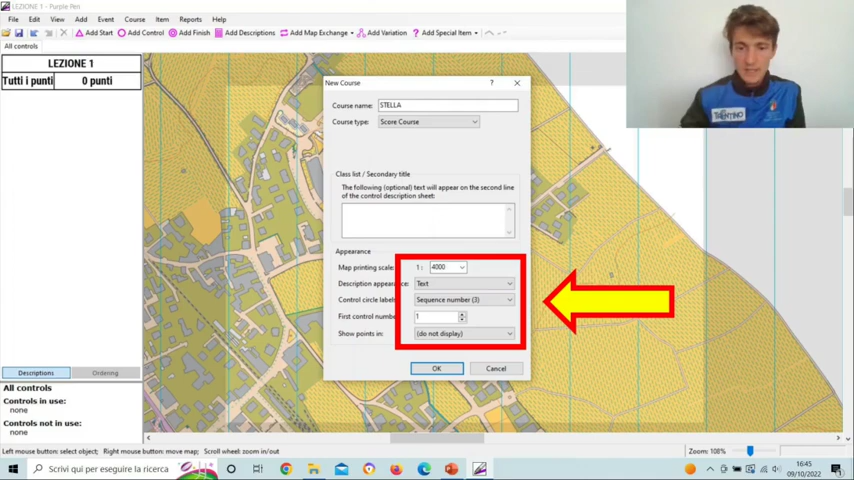 LEZIONE 1 - Purple Pen
File Edit View Add Event Course Item Reports Help
Add Start Add Control Add Finish Add Descriptions Add Map Exchange Add Variation Add Special Item
All controls
LEZIONE 1
Tutti i punti 0 punti
New Course
Course name: STELLA
Course type: Score Course
Class list / Secondary title
The following (optional) text will appear on the second line
of the control description sheet:
Appearance
Map printing scale: 1 : 4000
Description appearance: Text
Control circle labels: Sequence number (3)
First control number: 1
Show points in: (do not display)
OK Cancel
TRENTINO
Descriptions Ordering
All controls
Controls in use:
none
Controls not in use:
none
Left mouse button: select object; Right mouse button: move map; Scroll wheel: zoom in/out
Zoom: 108%
Scrivi qui per eseguire la ricerca
16:45
09/10/2022